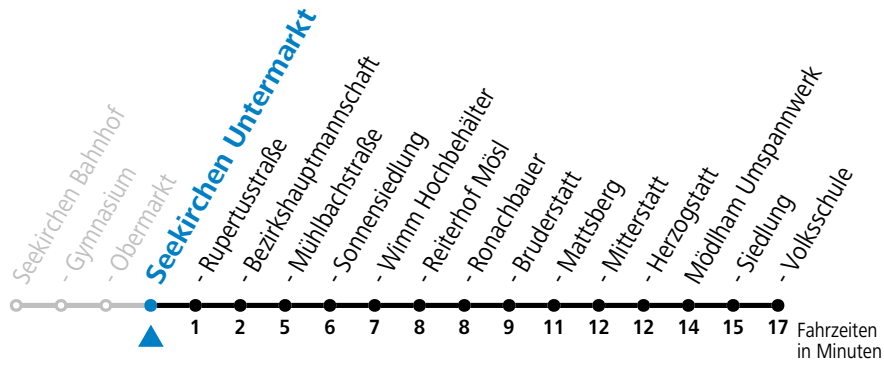 Seekirchen Bahnhof
- Gymnasium
- Obermarkt
Seekirchen Untermarkt
- Rupertusstraße
- Bezirkshauptmannschaft
- Mühlbachstraße
- Sonnensiedlung
- Wimm Hochbehälter
- Reiterhof Mösl
- Ronachbauer
- Bruderstatt
- Mattsberg
- Mitterstatt
- Herzogstatt
Mödlham Umspannwerk
- Siedlung
- Volksschule
1 2 5 6 7 8 8 9 11 12 12 14 15 17 Fahrzeiten
in Minuten